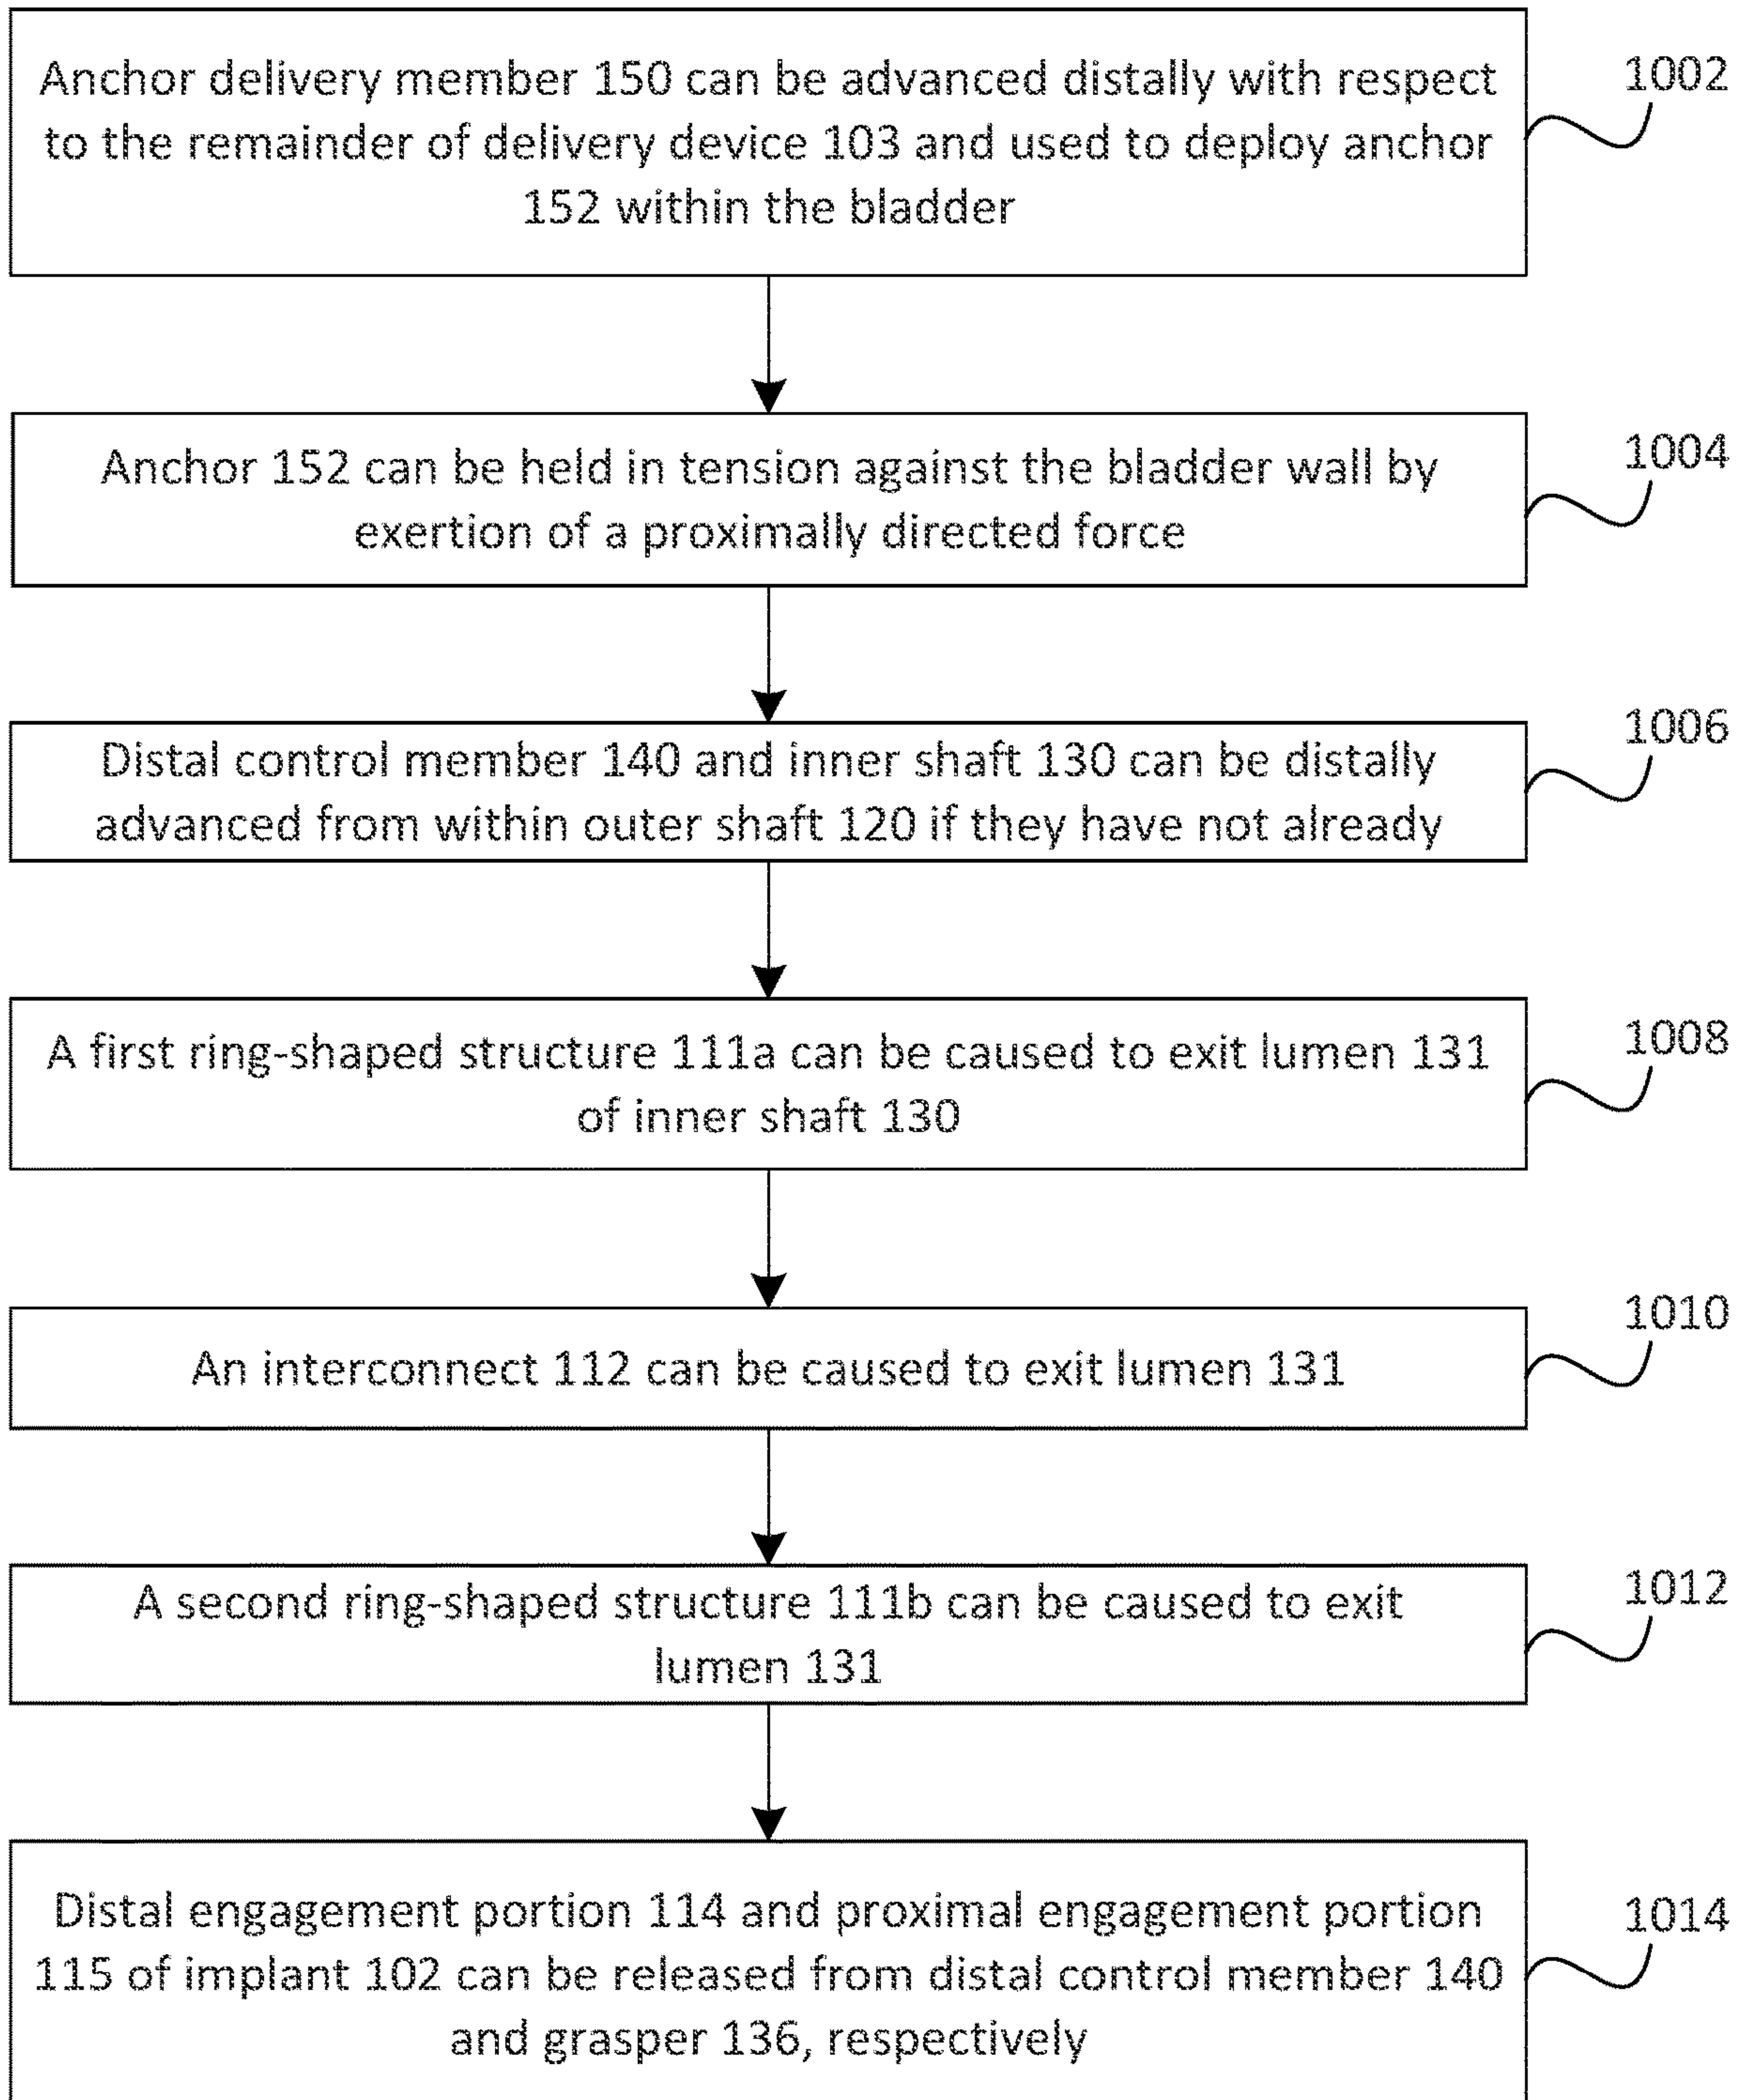 Anchor delivery member 150 can be advanced distally with respect
to the remainder of delivery device 103 and used to deploy anchor
152 within the bladder
1002
Anchor 152 can be held in tension against the bladder wall by
exertion of a proximally directed force
1004
Distal control member 140 and inner shaft 130 can be distally
advanced from within outer shaft 120 if they have not already
1006
A first ring-shaped structure 111a can be caused to exit lumen 131
of inner shaft 130
1008
An interconnect 112 can be caused to exit lumen 131
1010
A second ring-shaped structure 111b can be caused to exit
lumen 131
1012
Distal engagement portion 114 and proximal engagement portion
115 of implant 102 can be released from distal control member 140
and grasper 136, respectively
1014